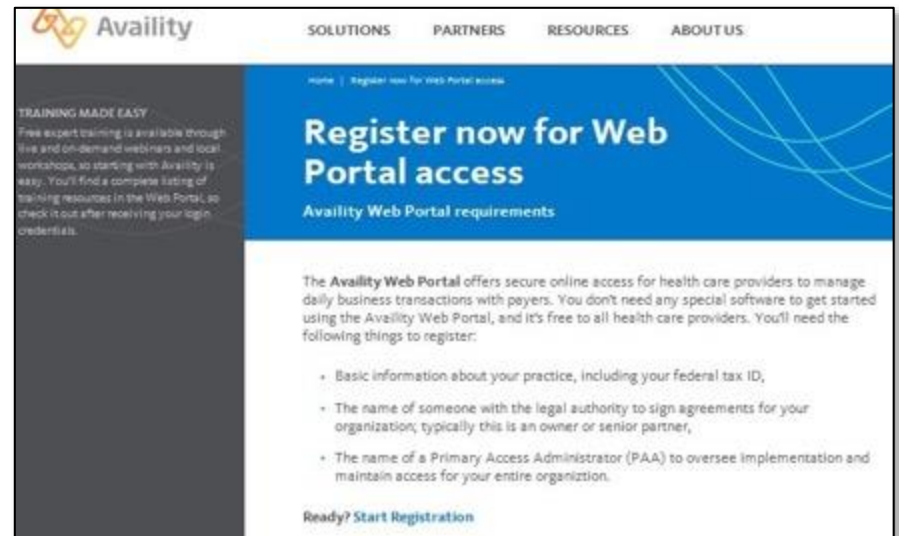 Availity
SOLUTIONS PARTNERS RESOURCES ABOUT US
Home | Register now for Web Portal access
TRAINING MADE EASY
Free expert training is available through
live and on-demand webinars and local
workshops, so starting with Availity is
easy. You'll find a complete listing of
training resources in the Web Portal, so
check it out after receiving your login
credentials.
Register now for Web
Portal access
Availity Web Portal requirements
The Availity Web Portal offers secure online access for health care providers to manage
daily business transactions with payers. You don't need any special software to get started
using the Availity Web Portal, and it's free to all health care providers. You'll need the
following things to register:
• Basic information about your practice, including your federal tax ID,
• The name of someone with the legal authority to sign agreements for your
organization; typically this is an owner or senior partner,
• The name of a Primary Access Administrator (PAA) to oversee implementation and
maintain access for your entire organiztion.
Ready? Start Registration